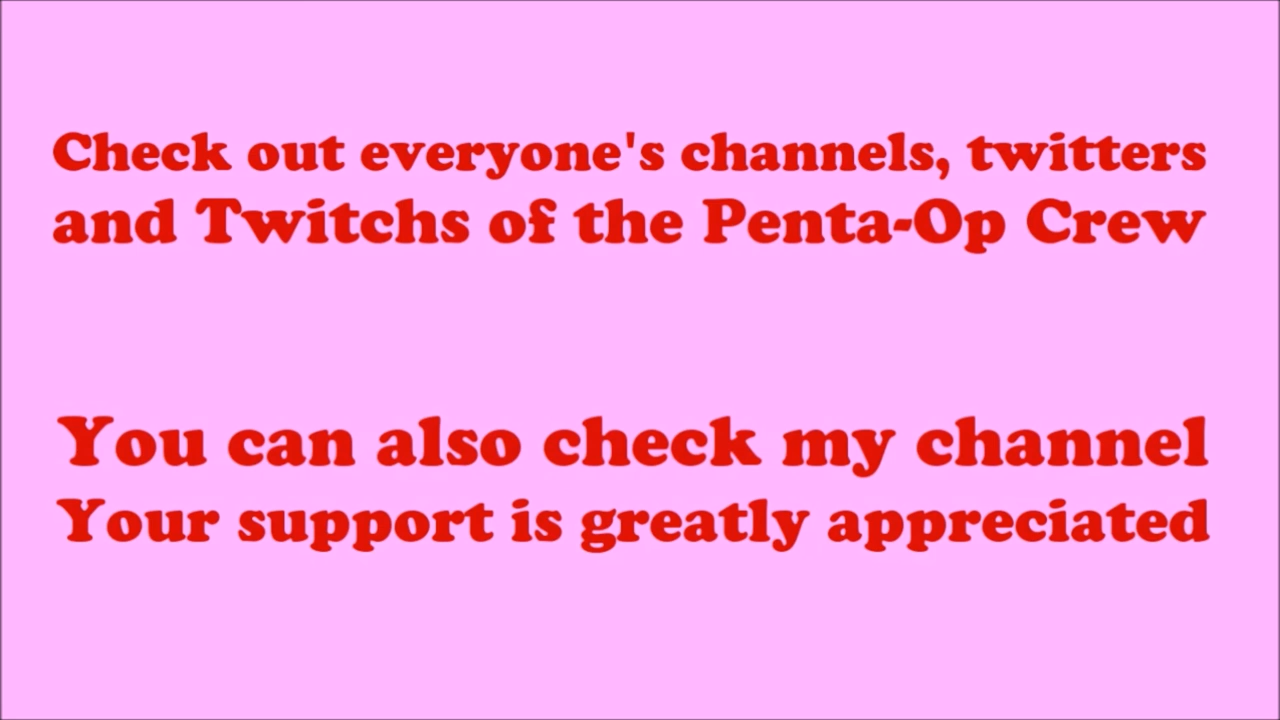 Check out everyone's channels, twitters
and Twitchs of the Penta-Op Crew
You can also check my channel
Your support is greatly appreciated